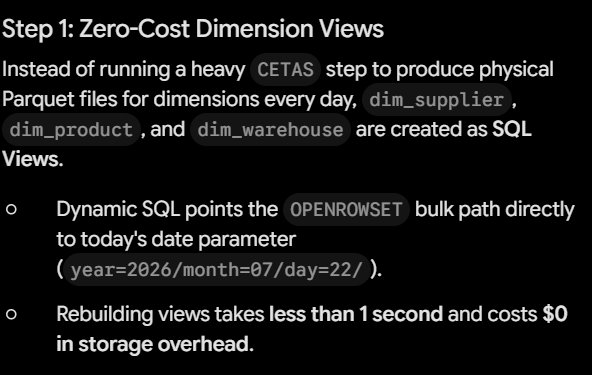 Step 1: Zero-Cost Dimension Views
Instead of running a heavy CETAS step to produce physical
Parquet files for dimensions every day, dim_supplier,
dim_product, and dim_warehouse are created as SQL
Views.
Dynamic SQL points the OPENROWSET bulk path directly
to today's date parameter
(year=2026/month=07/day=22/).
Rebuilding views takes less than 1 second and costs $0
in storage overhead.